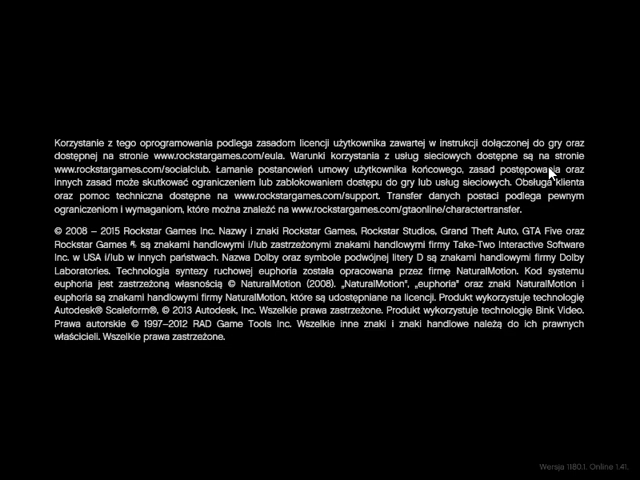 Korzystanie z tego oprogramowania podlega zasadom licencji użytkownika zawartej w instrukcji dołączonej do gry oraz
dostępnej na stronie www.rockstargames.com/eula. Warunki korzystania z usług sieciowych dostępne są na stronie
www.rockstargames.com/socialclub. Łamanie postanowień umowy użytkownika końcowego, zasad postępowania oraz
innych zasad może skutkować ograniczeniem lub zablokowaniem dostępu do gry lub usług sieciowych. Obsługa klienta
oraz pomoc techniczna dostępne na www.rockstargames.com/support. Transfer danych postaci podlega pewnym
ograniczeniom i wymaganiom, które można znaleźć na www.rockstargames.com/gtaonline/charactertransfer.
© 2008 – 2015 Rockstar Games Inc. Nazwy i znaki Rockstar Games, Rockstar Studios, Grand Theft Auto, GTA Five oraz
Rockstar Games są znakami handlowymi i/lub zastrzeżonymi znakami handlowymi firmy Take-Two Interactive Software
Inc. w USA i/lub w innych państwach. Nazwa Dolby oraz symbole podwójnej litery D są znakami handlowymi firmy Dolby
Laboratories. Technologia syntezy ruchowej euphoria została opracowana przez firmę NaturalMotion. Kod systemu
euphoria jest zastrzeżoną własnością © NaturalMotion (2008). „NaturalMotion”, „euphoria” oraz znaki NaturalMotion i
euphoria są znakami handlowymi firmy NaturalMotion, które są udostępniane na licencji. Produkt wykorzystuje technologię
Autodesk® Scaleform®, © 2013 Autodesk, Inc. Wszelkie prawa zastrzeżone. Produkt wykorzystuje technologię Bink Video.
Prawa autorskie © 1997–2012 RAD Game Tools Inc. Wszelkie inne znaki i znaki handlowe należą do ich prawnych
właścicieli. Wszelkie prawa zastrzeżone.
Wersja 1180.1. Online 1.41.